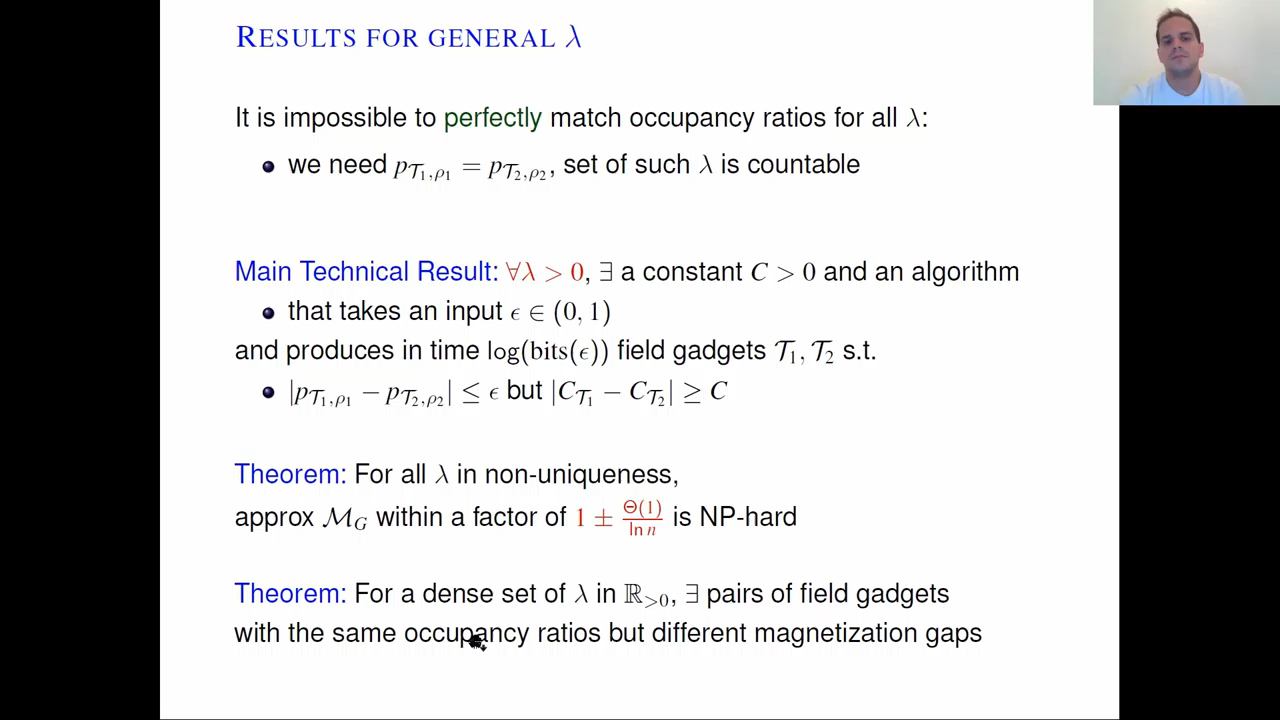 RESULTS FOR GENERAL λ
It is impossible to perfectly match occupancy ratios for all λ:
• we need p_{𝒯₁,ρ₁} = p_{𝒯₂,ρ₂}, set of such λ is countable
Main Technical Result: ∀λ > 0, ∃ a constant C > 0 and an algorithm
• that takes an input ϵ ∈ (0, 1)
and produces in time log(bits(ϵ)) field gadgets 𝒯₁, 𝒯₂ s.t.
• |p_{𝒯₁,ρ₁} − p_{𝒯₂,ρ₂}| ≤ ϵ but |C_{𝒯₁} − C_{𝒯₂}| ≥ C
Theorem: For all λ in non-uniqueness,
approx ℳ_G within a factor of 1 ± Θ(1)/ln n is NP-hard
Theorem: For a dense set of λ in ℝ_{>0}, ∃ pairs of field gadgets
with the same occupancy ratios but different magnetization gaps